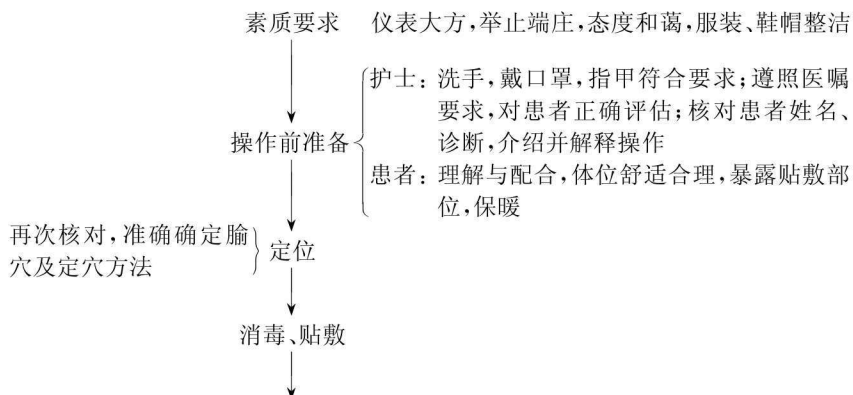 素质要求 仪表大方,举止端庄,态度和蔼,服装、鞋帽整洁
护士:洗手,戴口罩,指甲符合要求;遵照医嘱
要求,对患者正确评估;核对患者姓名、
诊断,介绍并解释操作
操作前准备
患者:理解与配合,体位舒适合理,暴露贴敷部
位,保暖
再次核对,准确确定腧
穴及定穴方法
定位
消毒、贴敷